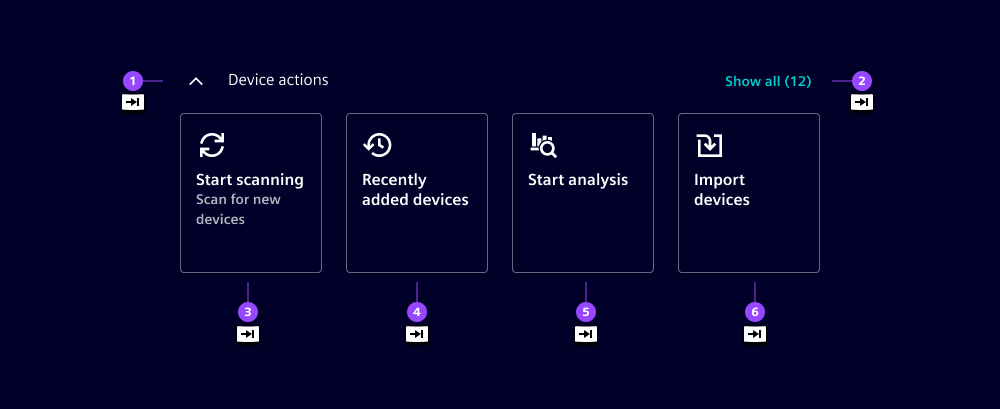 1
Device actions
Show all (12)
2
Start scanning
Scan for new
devices
Recently
added devices
Start analysis
Import
devices
3
4
5
6